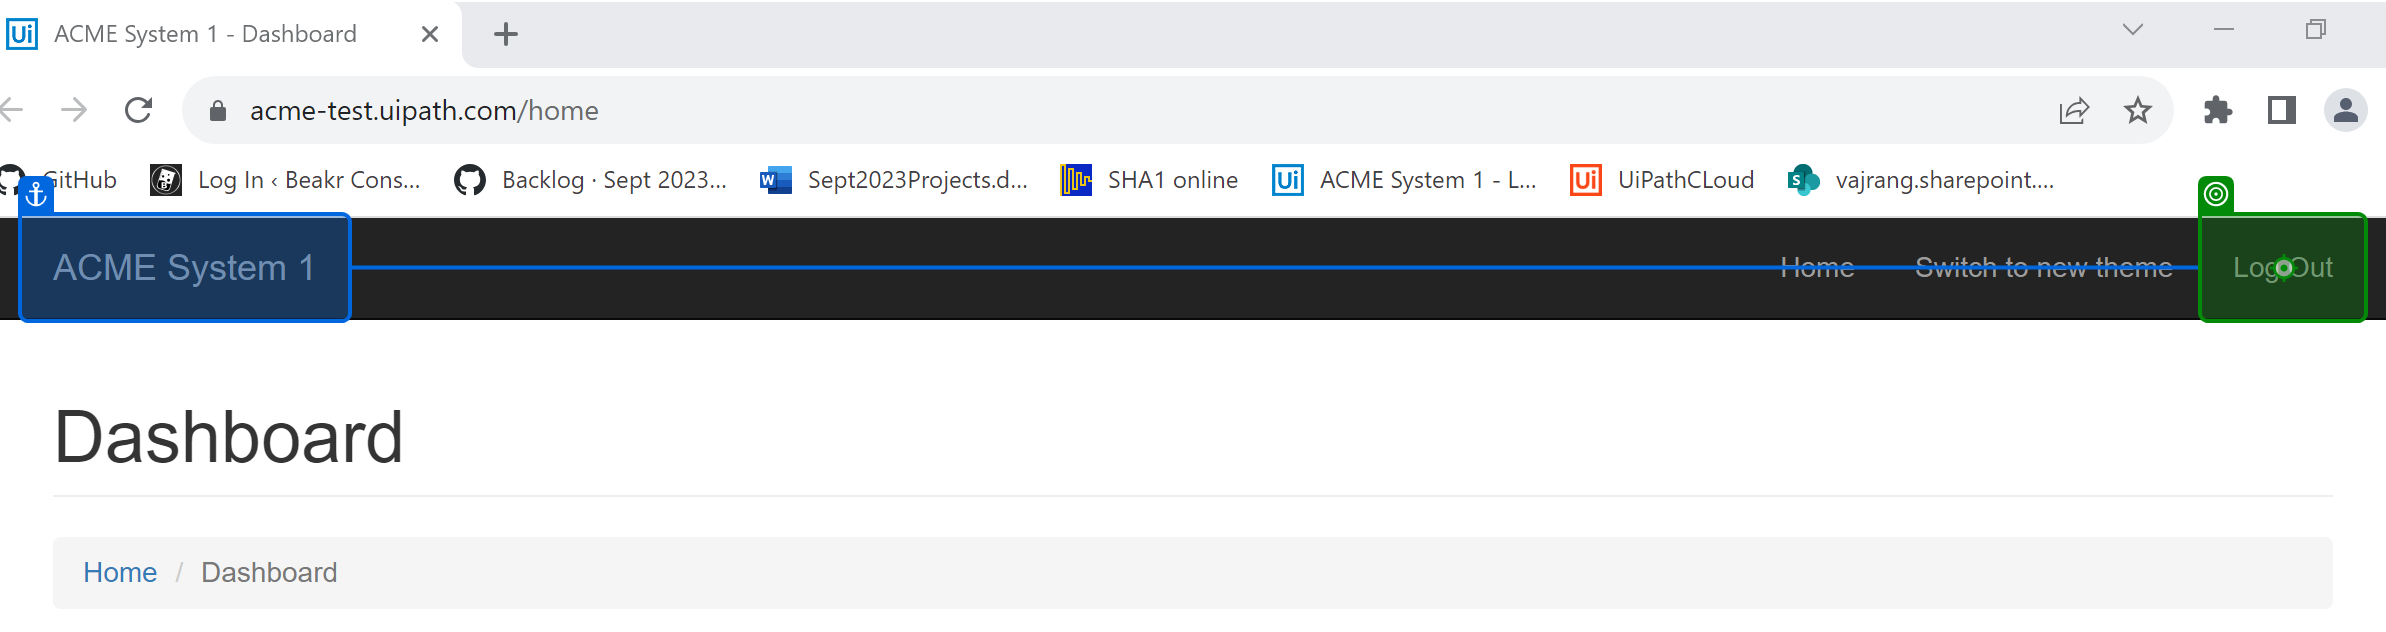 Ui ACME System 1 - Dashboard
acme-test.uipath.com/home
GitHub Log In ‹ Beakr Cons... Backlog · Sept 2023... Sept2023Projects.d... SHA1 online Ui ACME System 1 - L... Ui UiPathCLoud vajrang.sharepoint....
ACME System 1 Home Switch to new theme Log Out
Dashboard
Home / Dashboard